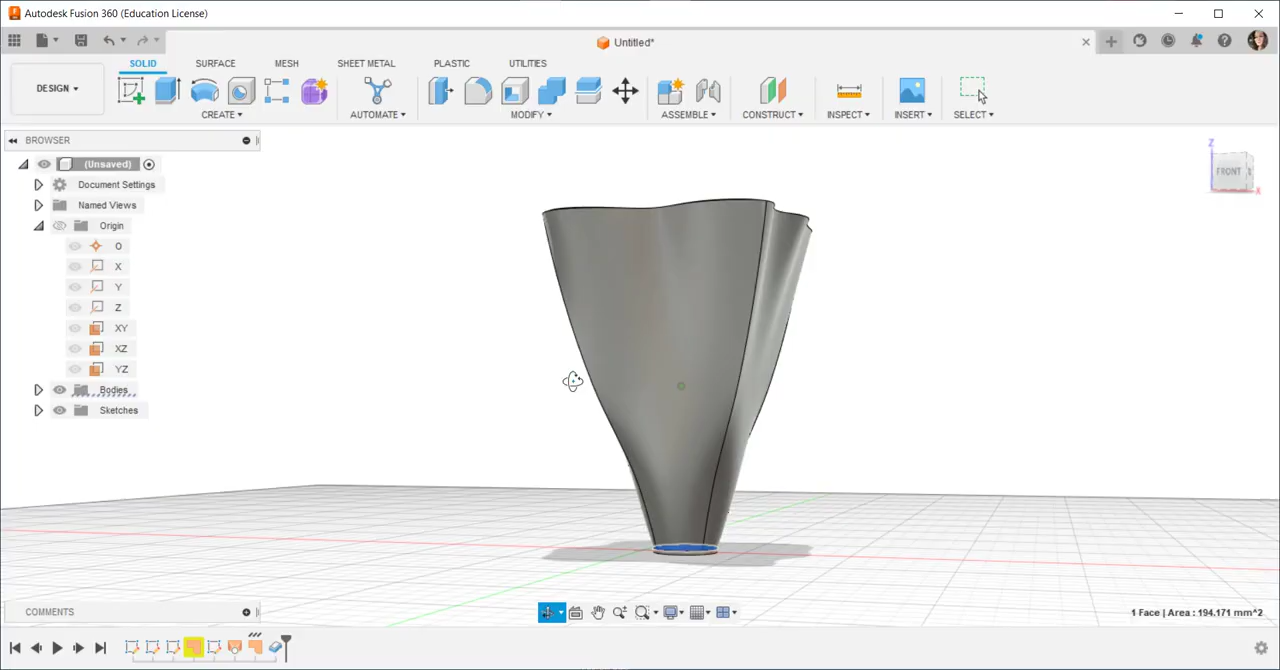 Autodesk Fusion 360 (Education License)
Untitled*
SOLID SURFACE MESH SHEET METAL PLASTIC UTILITIES
DESIGN
CREATE AUTOMATE MODIFY ASSEMBLE CONSTRUCT INSPECT INSERT SELECT
BROWSER
(Unsaved)
Document Settings
Named Views
Origin
O
X
Y
Z
XY
XZ
YZ
Bodies
Sketches
Z
FRONT
X
COMMENTS
1 Face | Area : 194.171 mm^2